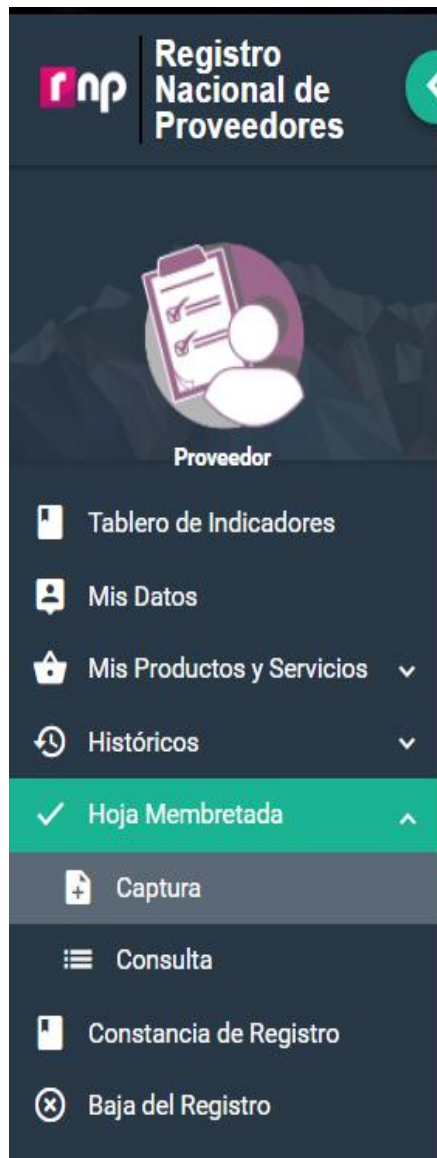 rnp
Registro
Nacional de
Proveedores
Proveedor
Tablero de Indicadores
Mis Datos
Mis Productos y Servicios
Históricos
Hoja Membretada
Captura
Consulta
Constancia de Registro
Baja del Registro